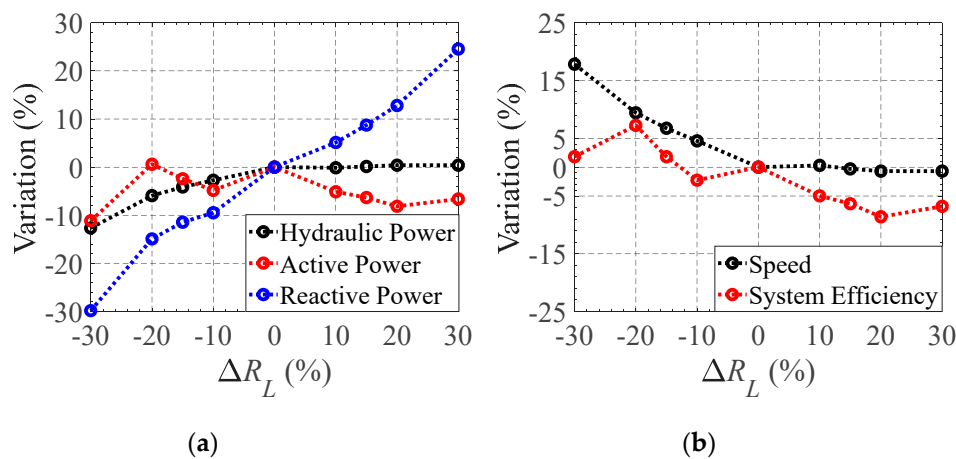 30
20
10
0
-10
-20
-30
Variation (%)
-30 -20 -10 0 10 20 30
ΔR_L (%)
Hydraulic Power
Active Power
Reactive Power
(a)
25
15
5
0
-5
-15
-25
Variation (%)
-30 -20 -10 0 10 20 30
ΔR_L (%)
Speed
System Efficiency
(b)